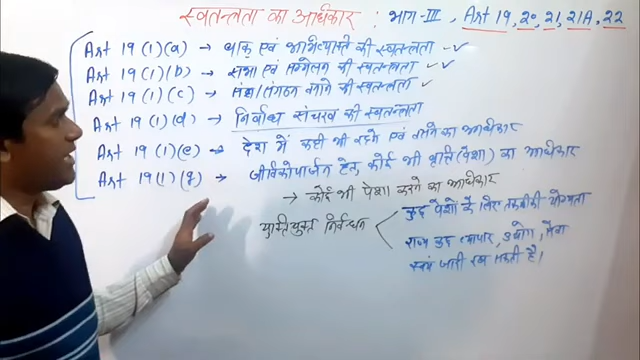 स्वतन्त्रता का अधिकार : भाग-III , Art 19, 20, 21, 21A, 22
Art 19 (1) (a) → वाक् एवं अभिव्यक्ति की स्वतन्त्रता
Art 19 (1) (b) → सभा एवं सम्मेलन की स्वतन्त्रता
Art 19 (1) (c) → संघ/संगठन बनाने की स्वतन्त्रता
Art 19 (1) (d) → निर्बाध संचरण की स्वतन्त्रता
Art 19 (1) (e) → देश में कहीं भी रहने एवं बसने का अधिकार
Art 19 (1) (g) → जीविकोपार्जन हेतु कोई भी वृत्ति (पेशा) का अधिकार
→ कोई भी पेशा करने का अधिकार
युक्तियुक्त निर्बन्धन
कुछ पेशों के लिए तकनीकी योग्यता
राज्य कुछ व्यापार, उद्योग, सेवा
स्वयं जारी रख सकती है।